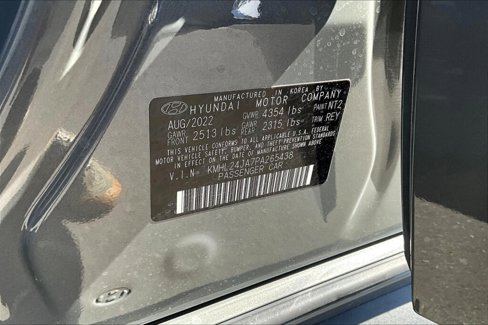 MANUFACTURED IN KOREA BY
HYUNDAI MOTOR COMPANY
AUG/2022 GVWR 4354 lbs PAINT NT2
GAWR FRONT 2513 lbs GAWR REAR 2315 lbs TRIM REY
THIS VEHICLE CONFORMS TO ALL APPLICABLE U.S.A. FEDERAL
MOTOR VEHICLE SAFETY, BUMPER, AND THEFT PREVENTION STANDARDS
IN EFFECT ON THE DATE OF MANUFACTURE SHOWN ABOVE.
V.I.N. KMHL24JA7PA265438
PASSENGER CAR